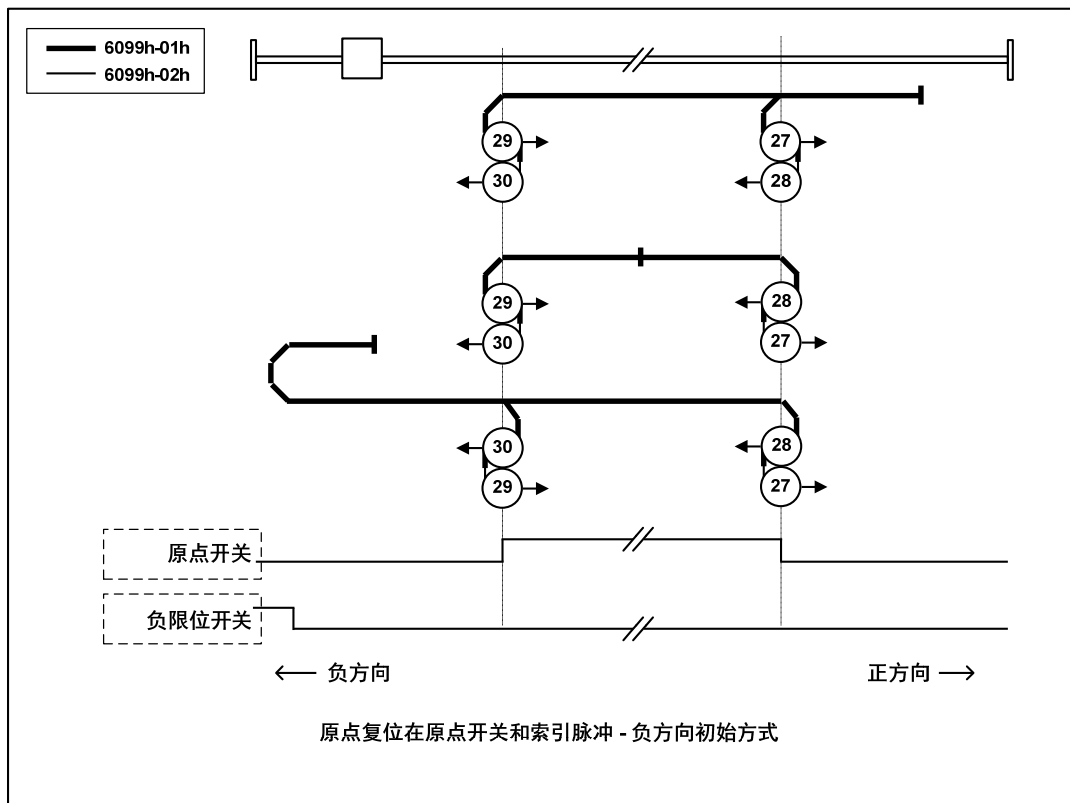 6099h-01h
6099h-02h
29 27
30 28
29 28
30 27
30 28
29 27
原点开关
负限位开关
负方向 正方向
原点复位在原点开关和索引脉冲 - 负方向初始方式